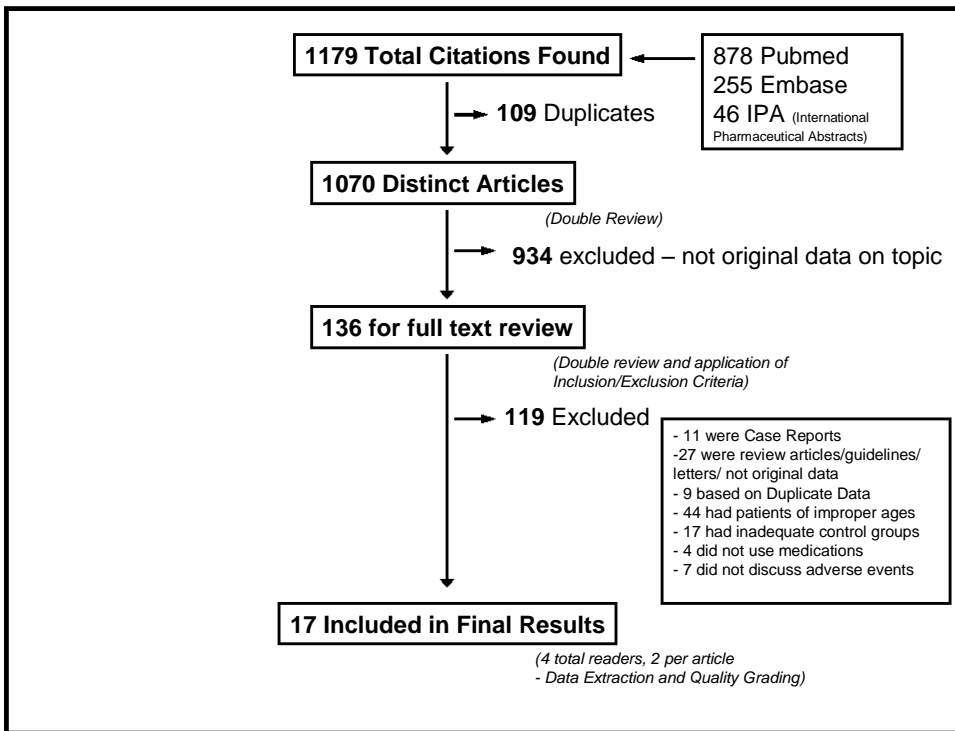 1179 Total Citations Found
878 Pubmed
255 Embase
46 IPA (International
Pharmaceutical Abstracts)
109 Duplicates
1070 Distinct Articles
(Double Review)
934 excluded – not original data on topic
136 for full text review
(Double review and application of
Inclusion/Exclusion Criteria)
119 Excluded
- 11 were Case Reports
-27 were review articles/guidelines/
letters/ not original data
- 9 based on Duplicate Data
- 44 had patients of improper ages
- 17 had inadequate control groups
- 4 did not use medications
- 7 did not discuss adverse events
17 Included in Final Results
(4 total readers, 2 per article
- Data Extraction and Quality Grading)